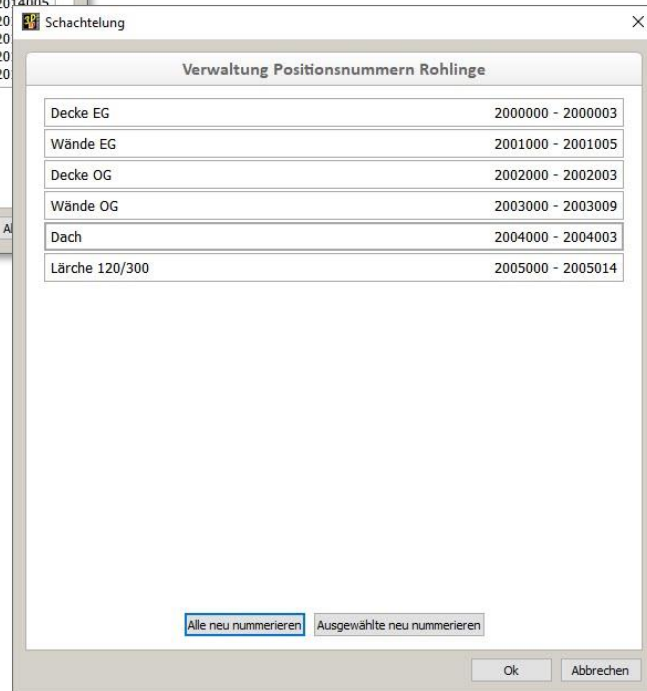 Schachtelung
Verwaltung Positionsnummern Rohlinge
Decke EG 2000000 - 2000003
Wände EG 2001000 - 2001005
Decke OG 2002000 - 2002003
Wände OG 2003000 - 2003009
Dach 2004000 - 2004003
Lärche 120/300 2005000 - 2005014
Alle neu nummerieren Ausgewählte neu nummerieren
Ok Abbrechen